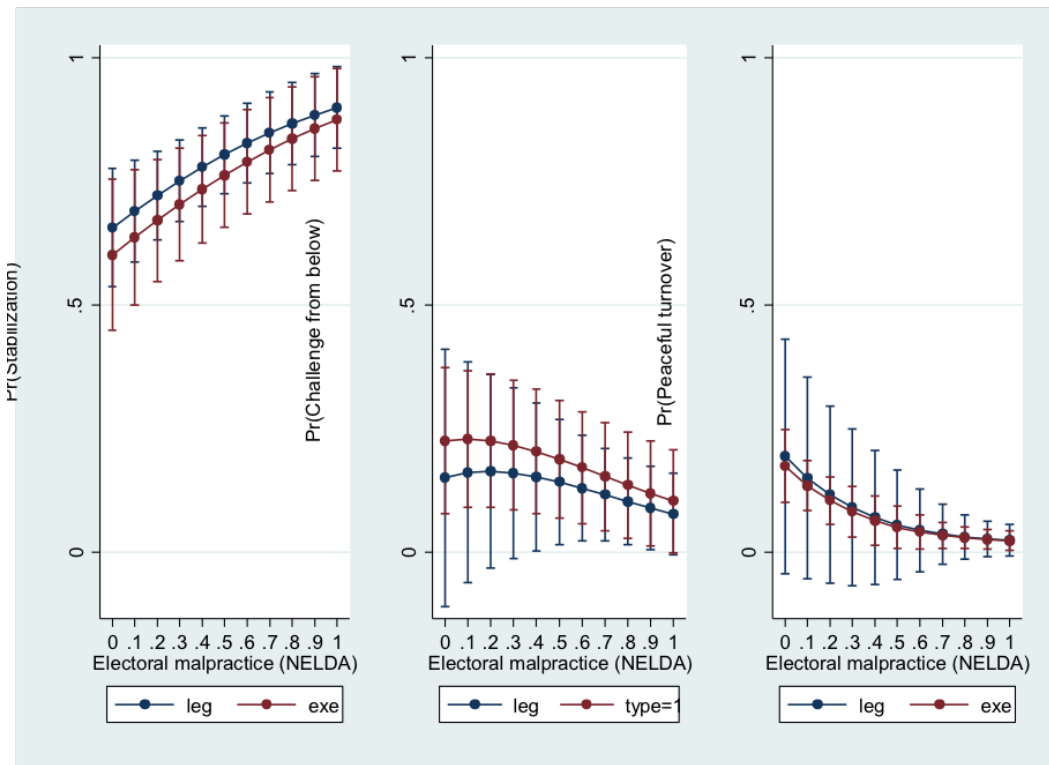 Pr(Stabilization)
1
.5
0
0 .1 .2 .3 .4 .5 .6 .7 .8 .9 1
Electoral malpractice (NELDA)
leg exe
Pr(Challenge from below)
1
.5
0
0 .1 .2 .3 .4 .5 .6 .7 .8 .9 1
Electoral malpractice (NELDA)
leg type=1
Pr(Peaceful turnover)
1
.5
0
0 .1 .2 .3 .4 .5 .6 .7 .8 .9 1
Electoral malpractice (NELDA)
leg exe